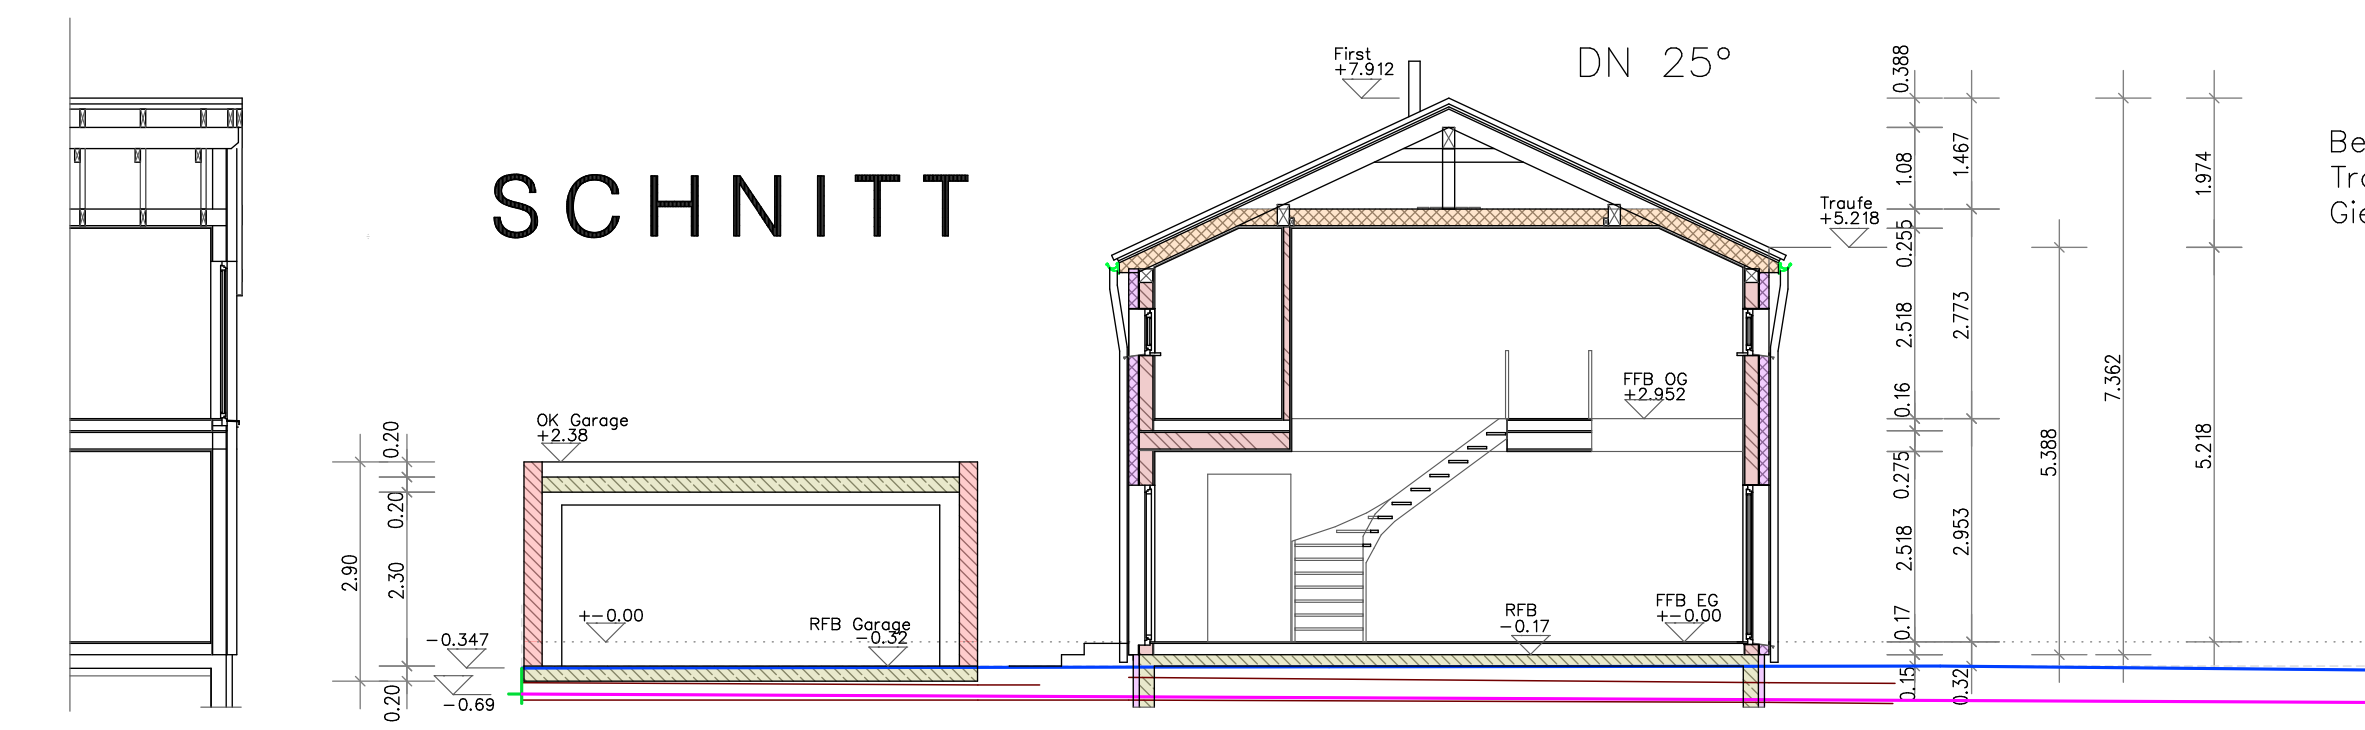 SCHNITT
DN 25°
First
+7.912
Traufe
+5.218
FFB OG
+2.952
RFB
-0.17
FFB EG
+-0.00
OK Garage
+2.38
+-0.00
RFB Garage
-0.32
-0.347
-0.69
0.20
0.20
2.30
0.20
2.90
0.388
1.08
0.255
2.518
0.16
0.275
2.518
0.17
0.15
1.467
2.773
2.953
0.32
5.388
7.362
1.974
5.218
Be
Tra
Gie